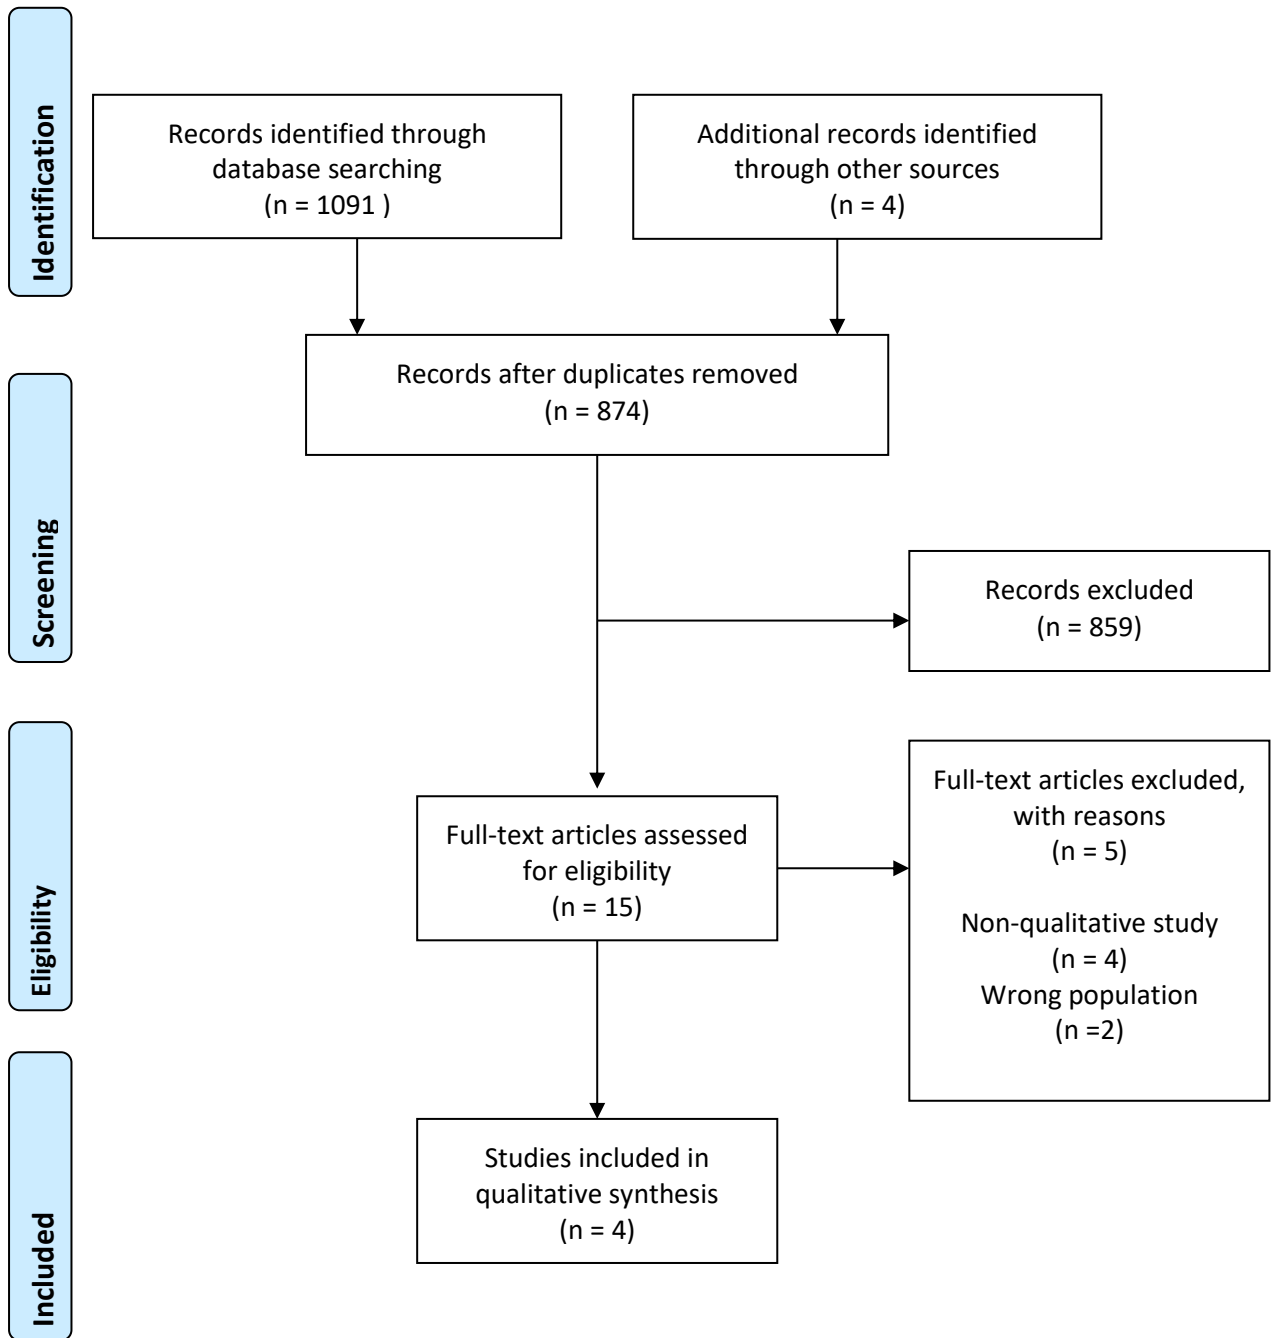 Identification
Records identified through
database searching
(n = 1091 )
Additional records identified
through other sources
(n = 4)
Records after duplicates removed
(n = 874)
Screening
Records excluded
(n = 859)
Eligibility
Full-text articles assessed
for eligibility
(n = 15)
Full-text articles excluded,
with reasons
(n = 5)
Non-qualitative study
(n = 4)
Wrong population
(n =2)
Included
Studies included in
qualitative synthesis
(n = 4)